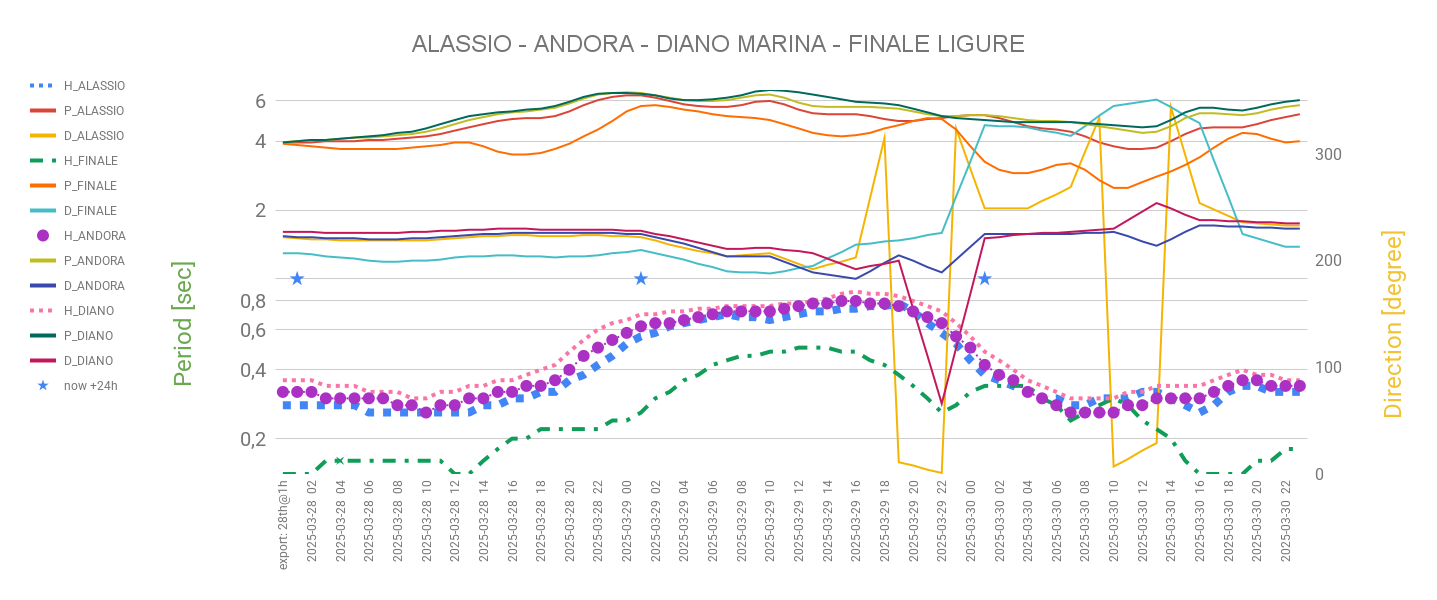 ALASSIO - ANDORA - DIANO MARINA - FINALE LIGURE
H_ALASSIO
P_ALASSIO
D_ALASSIO
H_FINALE
P_FINALE
D_FINALE
H_ANDORA
P_ANDORA
D_ANDORA
H_DIANO
P_DIANO
D_DIANO
now +24h
Period [sec]
6
4
2
0,8
0,6
0,4
0,2
300
200
100
0
Direction [degree]
export: 28th@1h
2025-03-28 02
2025-03-28 04
2025-03-28 06
2025-03-28 08
2025-03-28 10
2025-03-28 12
2025-03-28 14
2025-03-28 16
2025-03-28 18
2025-03-28 20
2025-03-28 22
2025-03-29 00
2025-03-29 02
2025-03-29 04
2025-03-29 06
2025-03-29 08
2025-03-29 10
2025-03-29 12
2025-03-29 14
2025-03-29 16
2025-03-29 18
2025-03-29 20
2025-03-29 22
2025-03-30 00
2025-03-30 02
2025-03-30 04
2025-03-30 06
2025-03-30 08
2025-03-30 10
2025-03-30 12
2025-03-30 14
2025-03-30 16
2025-03-30 18
2025-03-30 20
2025-03-30 22